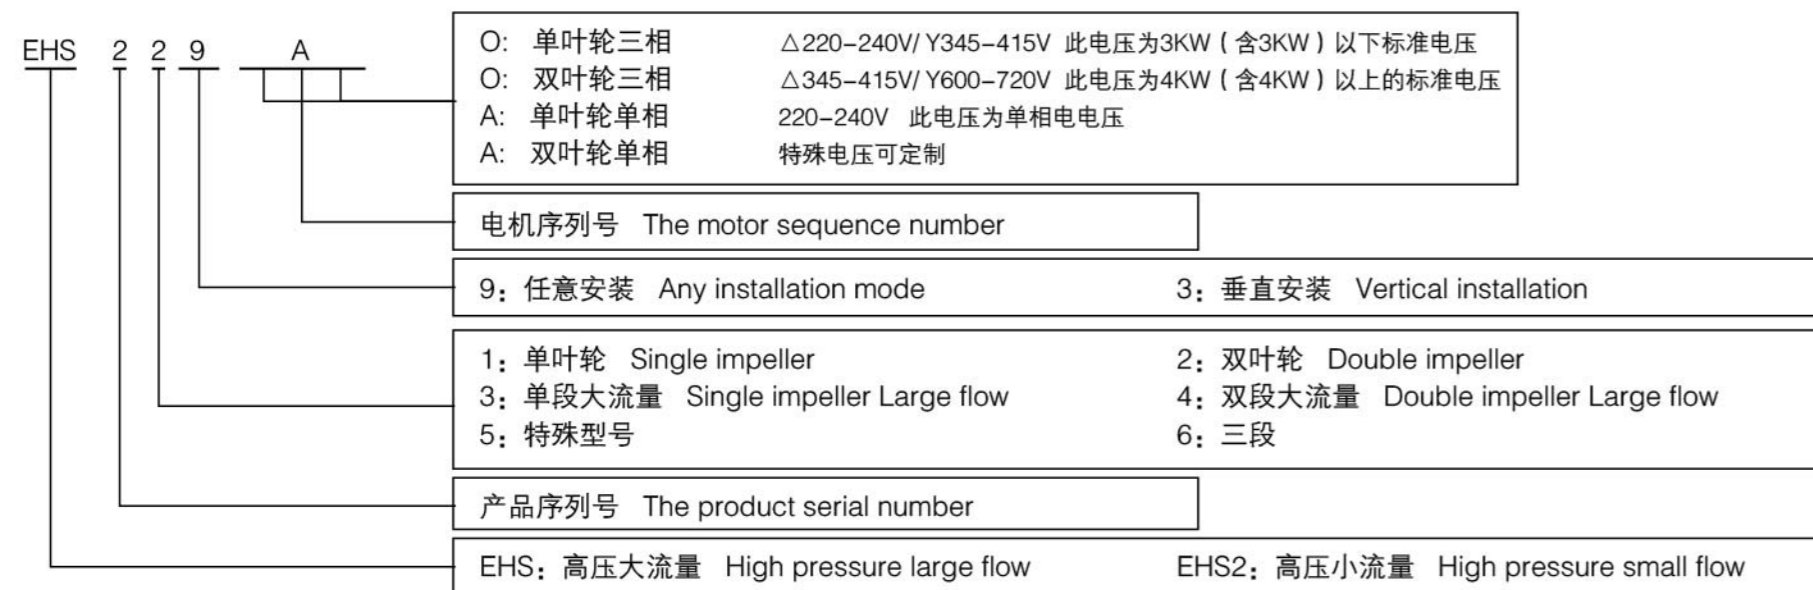 EHS 2 2 9 A
O: 单叶轮三相 △220-240V/ Y345-415V 此电压为3KW（含3KW）以下标准电压
O: 双叶轮三相 △345-415V/ Y600-720V 此电压为4KW（含4KW）以上的标准电压
A: 单叶轮单相 220-240V 此电压为单相电电压
A: 双叶轮单相 特殊电压可定制
电机序列号 The motor sequence number
9：任意安装 Any installation mode 3：垂直安装 Vertical installation
1：单叶轮 Single impeller 2：双叶轮 Double impeller
3：单段大流量 Single impeller Large flow 4：双段大流量 Double impeller Large flow
5：特殊型号 6：三段
产品序列号 The product serial number
EHS：高压大流量 High pressure large flow EHS2：高压小流量 High pressure small flow